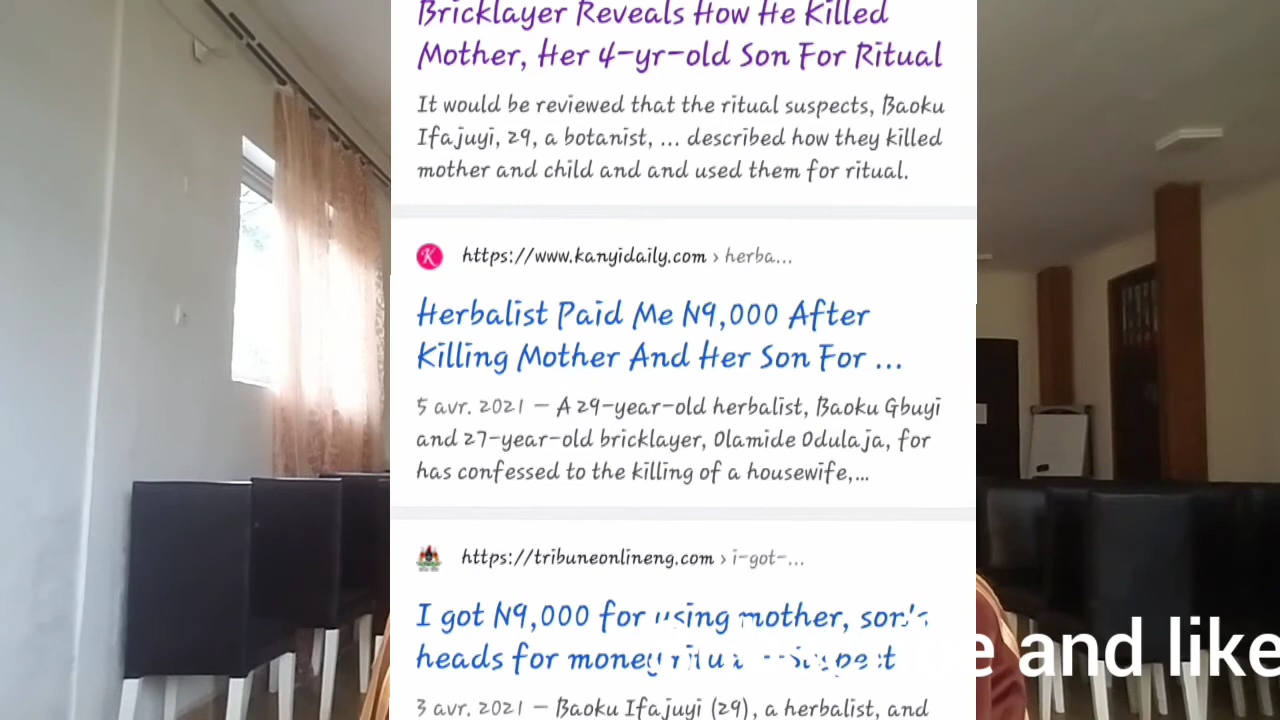 Bricklayer Reveals How He Killed
Mother, Her 4-yr-old Son For Ritual
It would be reviewed that the ritual suspects, Baoku
Ifajuyi, 29, a botanist, ... described how they killed
mother and child and and used them for ritual.
https://www.kanyidaily.com › herba...
Herbalist Paid Me N9,000 After
Killing Mother And Her Son For ...
5 avr. 2021 — A 29-year-old herbalist, Baoku Gbuyi
and 27-year-old bricklayer, Olamide Odulaja, for
has confessed to the killing of a housewife,...
https://tribuneonlineng.com › i-got-...
I got N9,000 for using mother, son's
heads for money ritual
and like
3 avr. 2021 — Baoku Ifajuyi (29), a herbalist, and